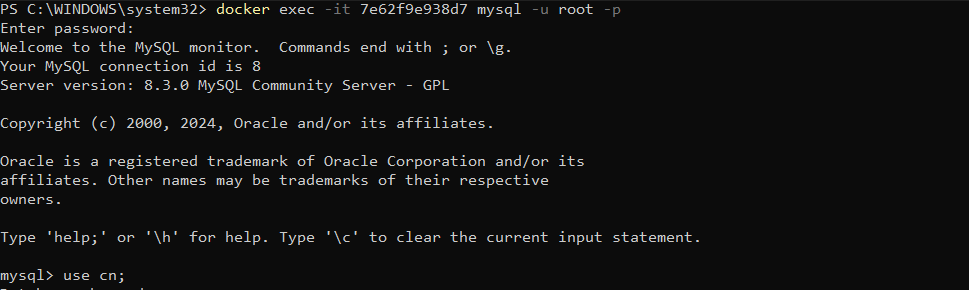 PS C:\WINDOWS\system32> docker exec -it 7e62f9e938d7 mysql -u root -p
Enter password:
Welcome to the MySQL monitor.  Commands end with ; or \g.
Your MySQL connection id is 8
Server version: 8.3.0 MySQL Community Server - GPL

Copyright (c) 2000, 2024, Oracle and/or its affiliates.

Oracle is a registered trademark of Oracle Corporation and/or its
affiliates. Other names may be trademarks of their respective
owners.

Type 'help;' or '\h' for help. Type '\c' to clear the current input statement.

mysql> use cn;